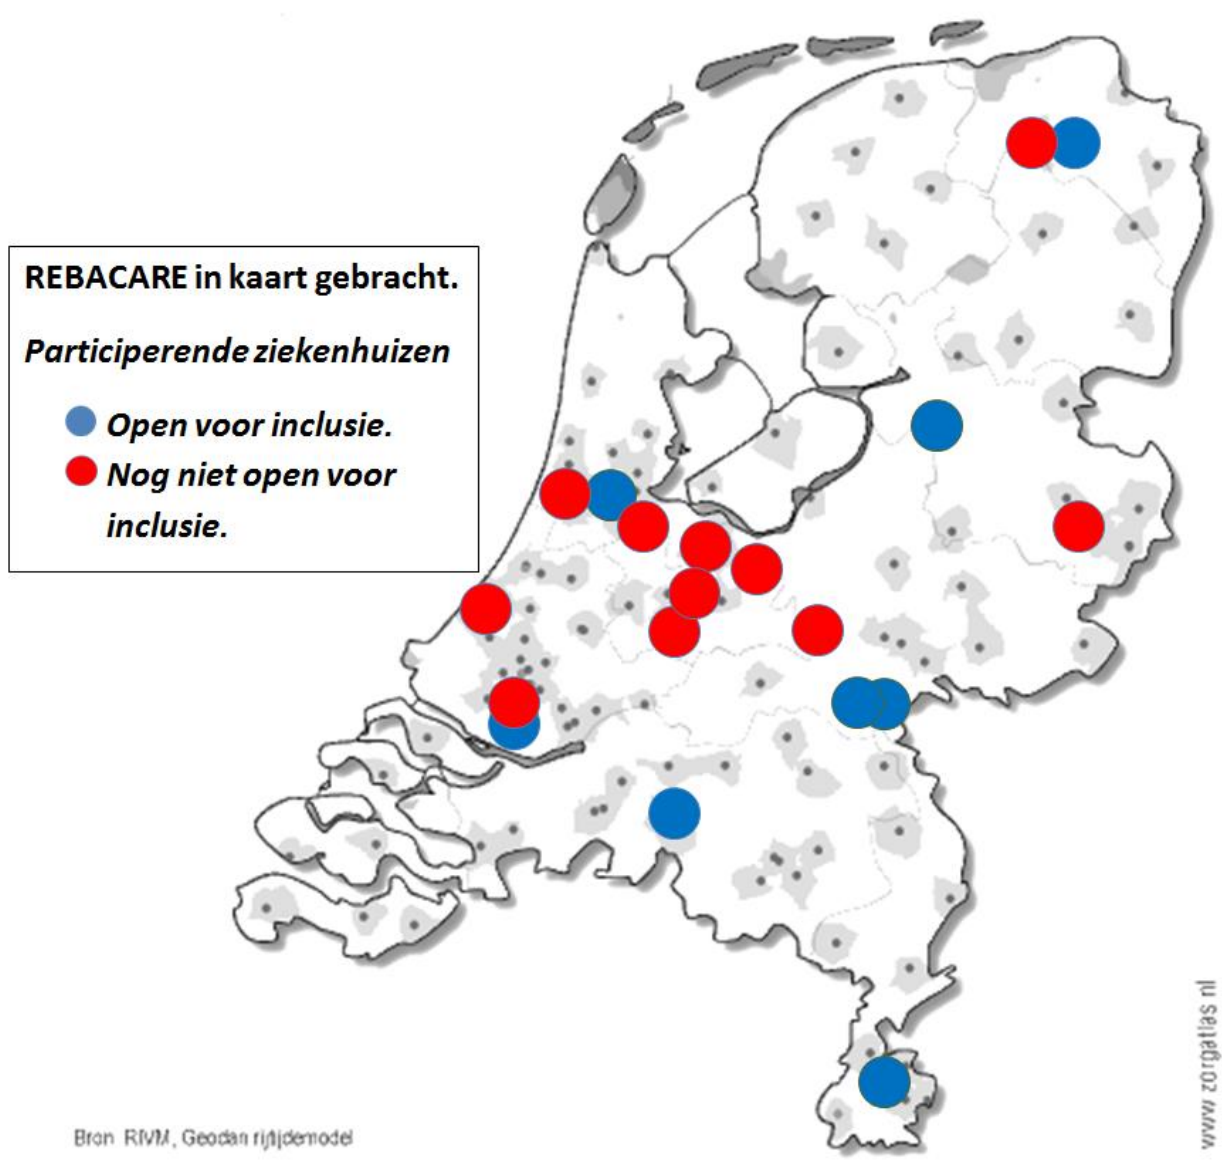 REBACARE in kaart gebracht.
Participerende ziekenhuizen
Open voor inclusie.
Nog niet open voor
inclusie.
Bron RIVM, Geodan rijtijdemodel
www zorgatlas nl